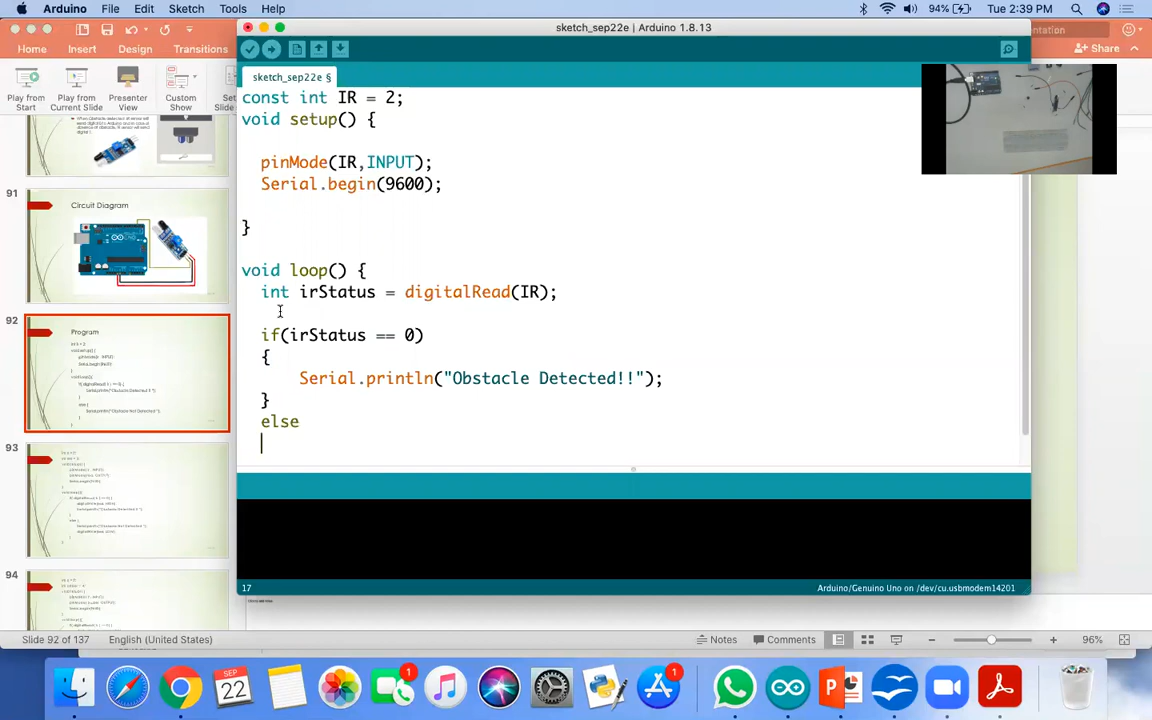 Arduino File Edit Sketch Tools Help
94% Tue 2:39 PM
sketch_sep22e | Arduino 1.8.13
Home Insert Design Transitions
Share
Play from Start
Play from Current Slide
Presenter View
Custom Show
sketch_sep22e §
const int IR = 2;
void setup() {
pinMode(IR,INPUT);
Serial.begin(9600);
}
void loop() {
int irStatus = digitalRead(IR);
if(irStatus == 0)
{
Serial.println("Obstacle Detected!!");
}
else
17
Arduino/Genuino Uno on /dev/cu.usbmodem14201
91
Circuit Diagram
92
Program
93
94
Slide 92 of 137
English (United States)
Notes
Comments
96%
SEP
22
1
1